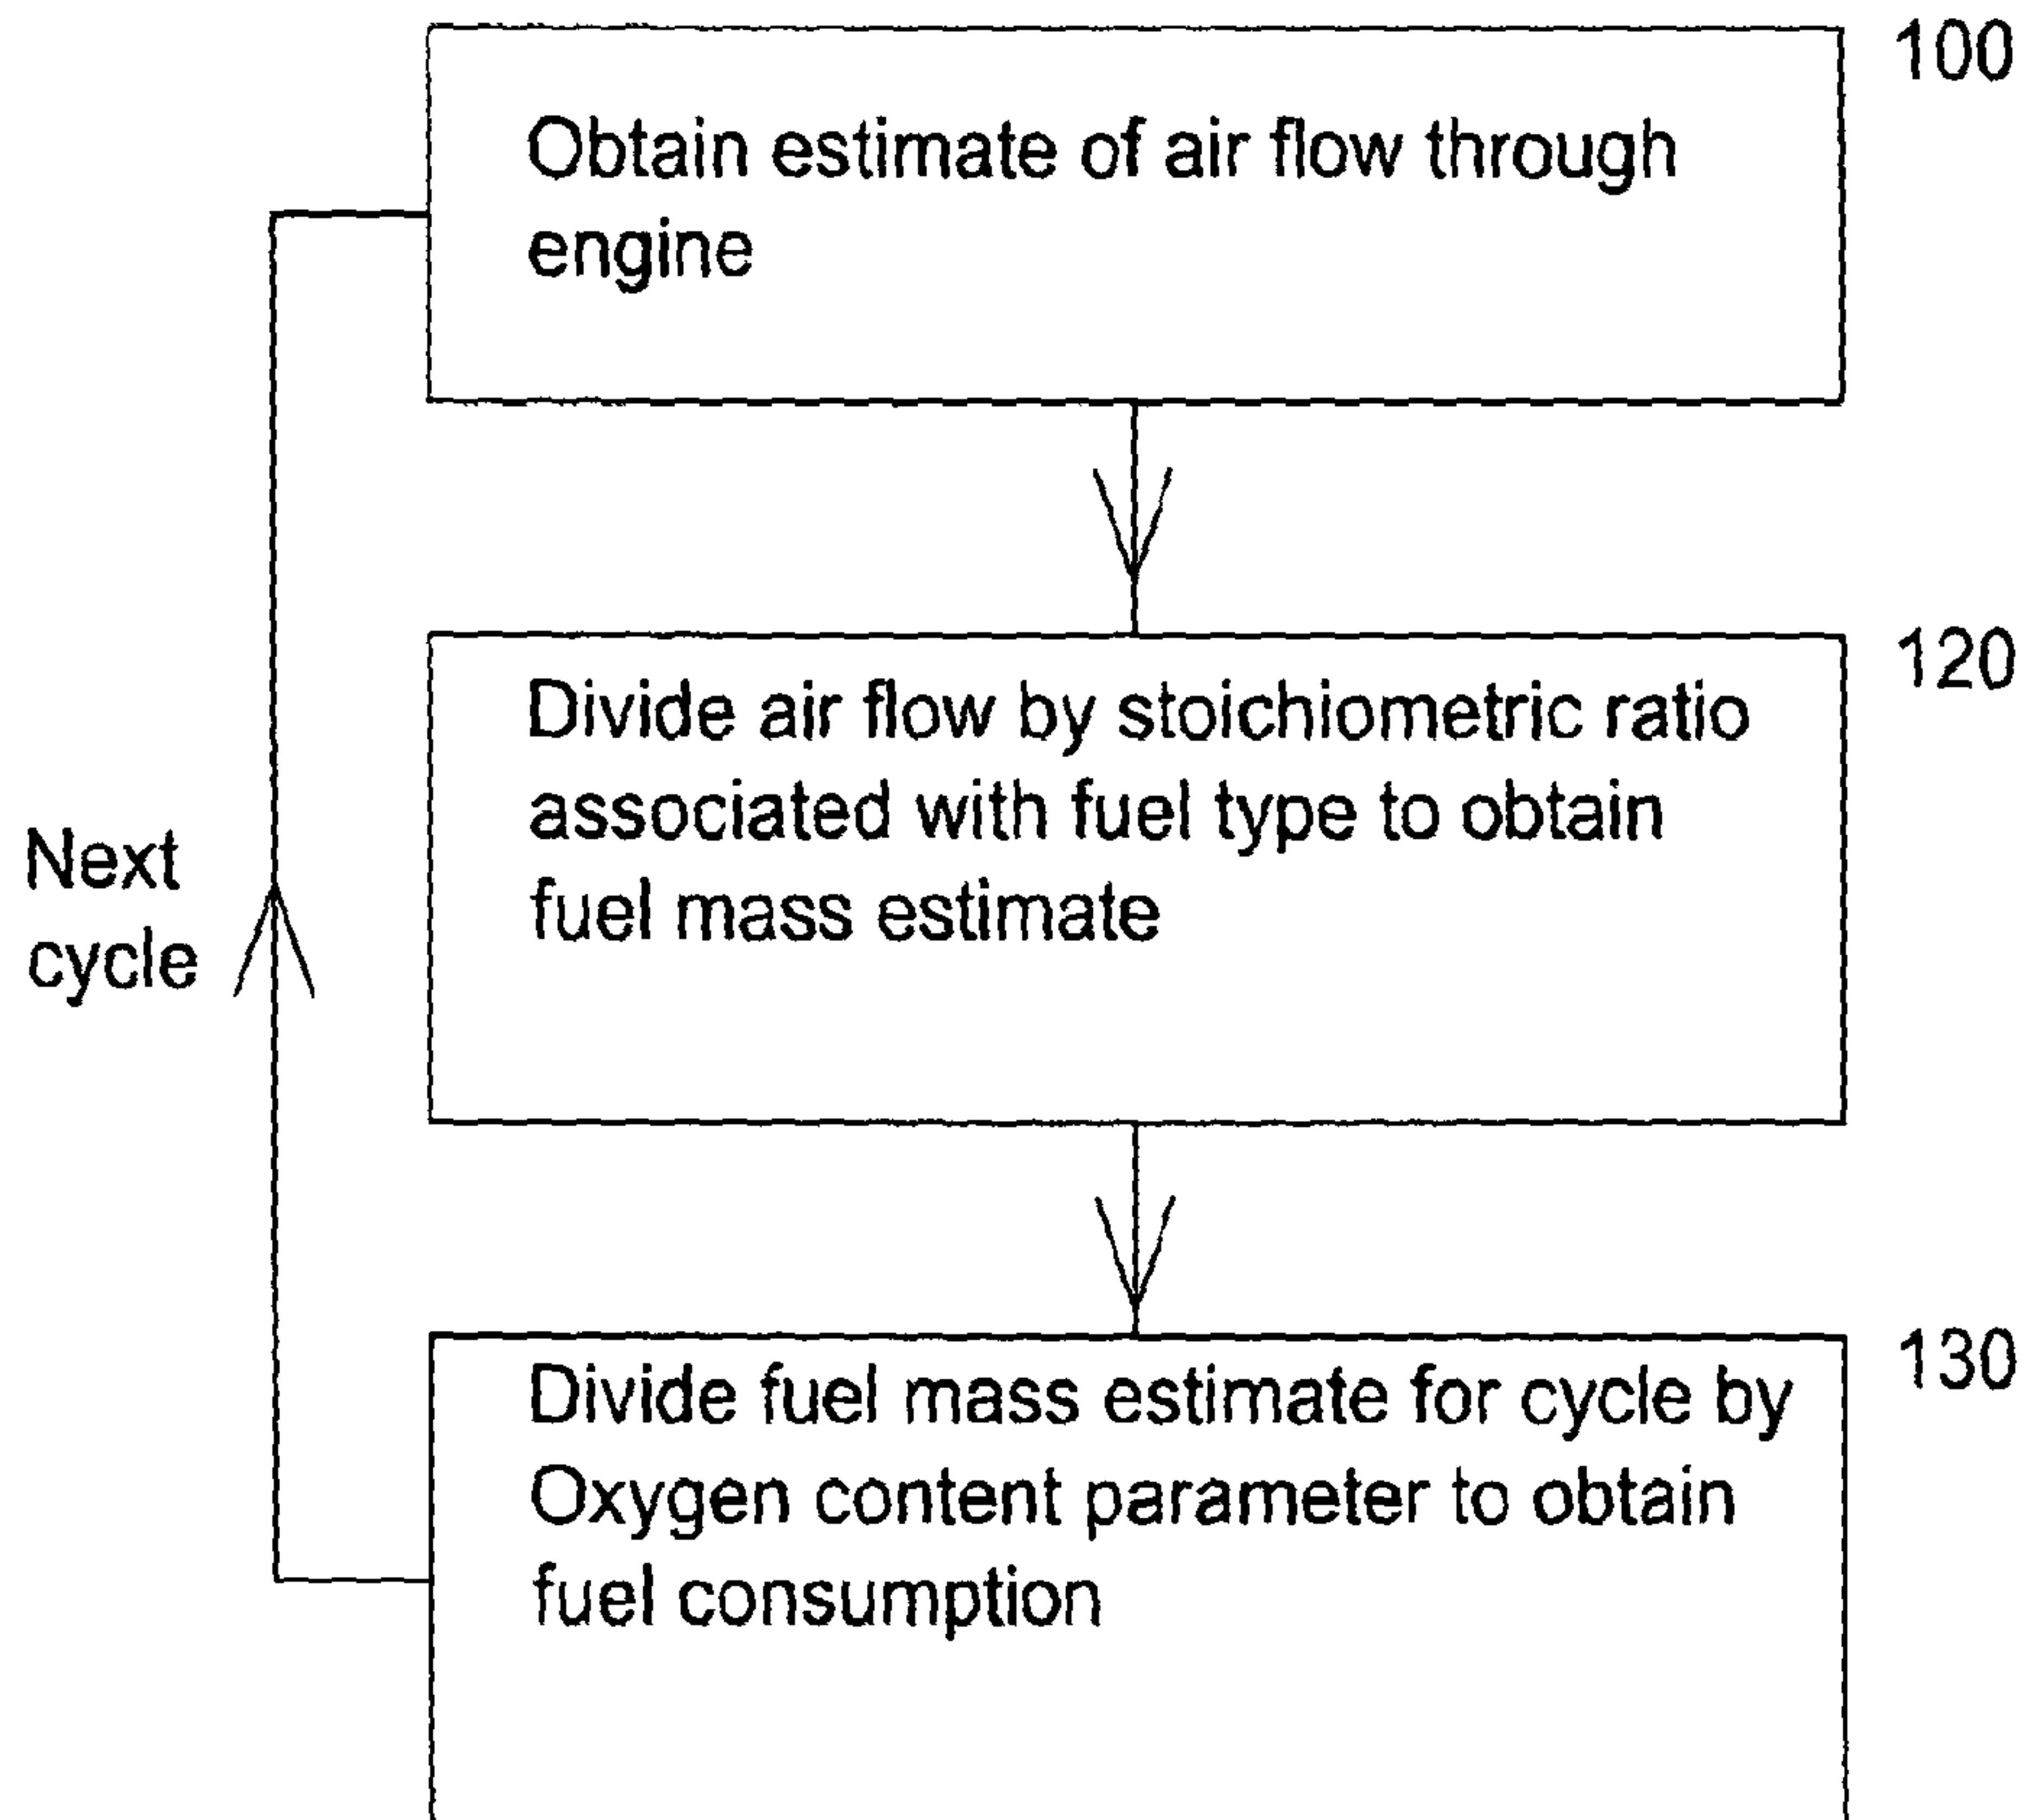 100
Obtain estimate of air flow through
engine
120
Divide air flow by stoichiometric ratio
associated with fuel type to obtain
fuel mass estimate
Next
cycle
130
Divide fuel mass estimate for cycle by
Oxygen content parameter to obtain
fuel consumption